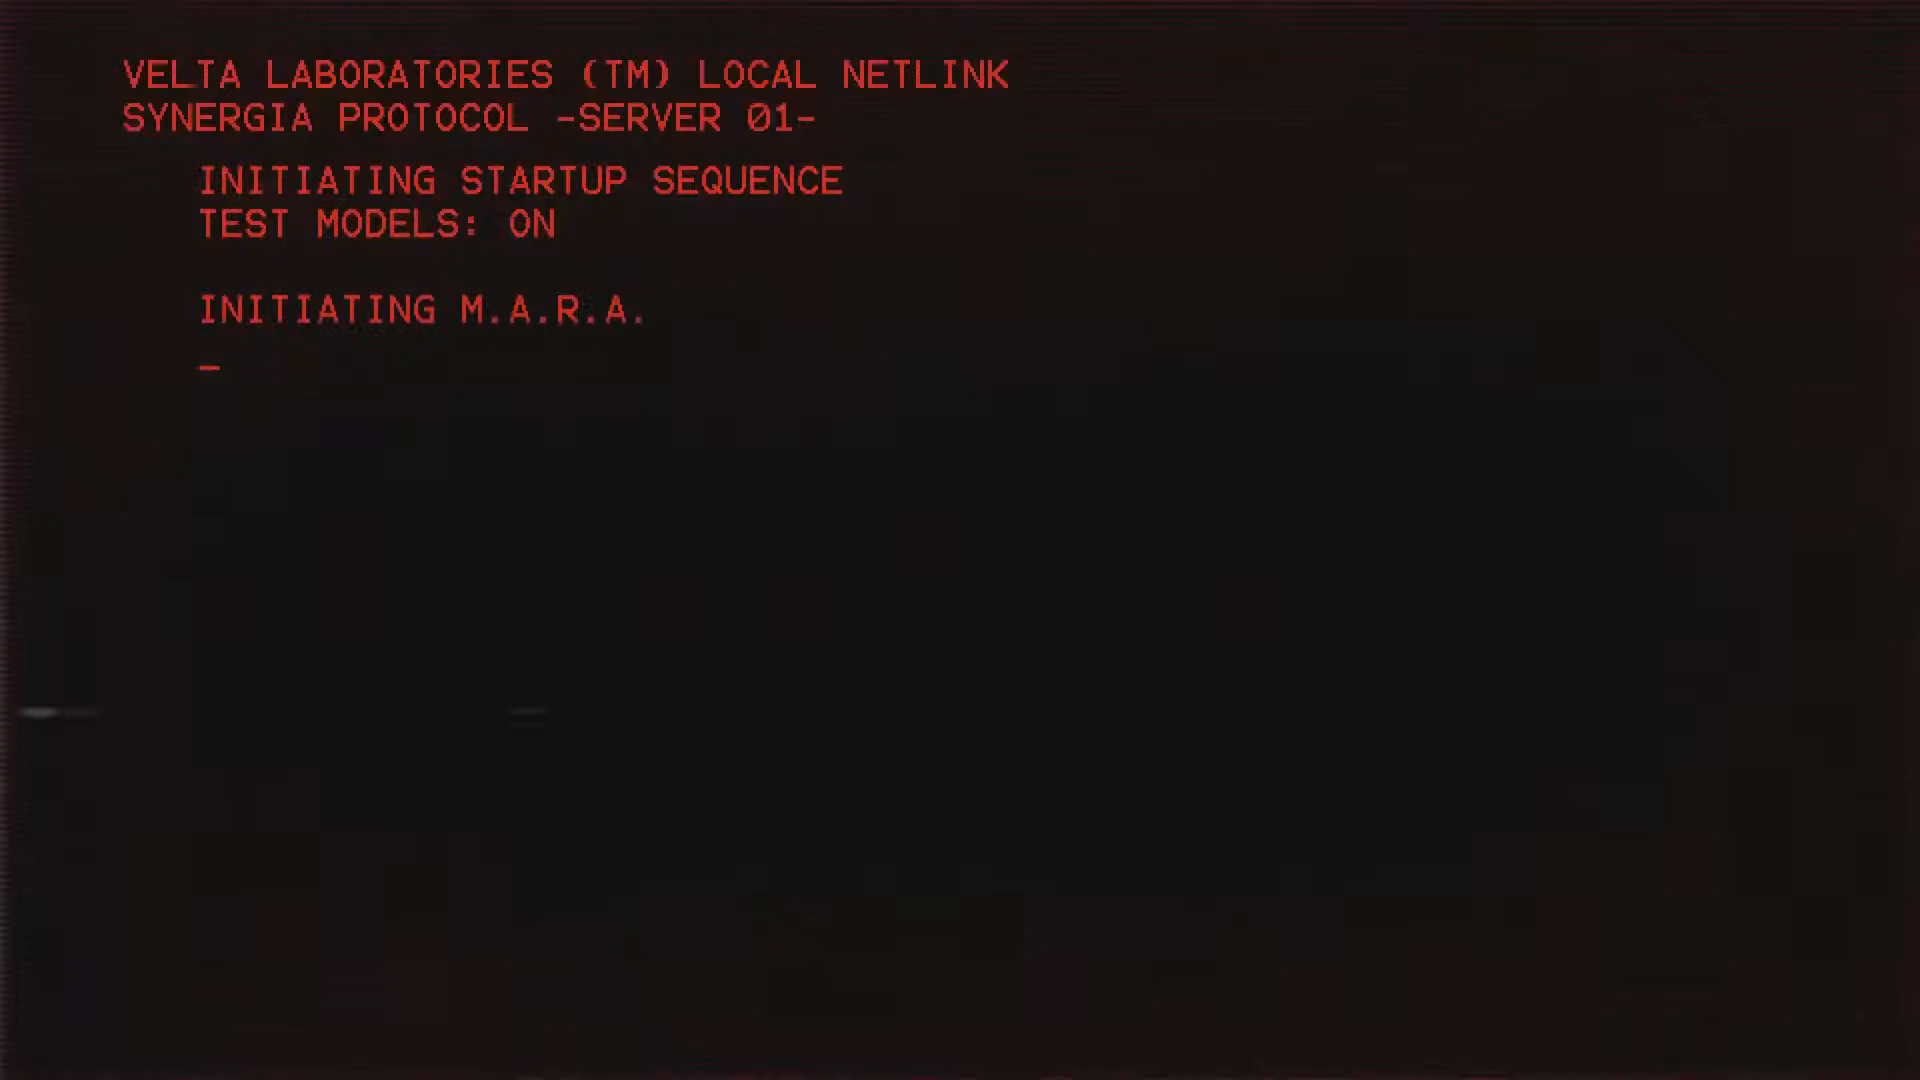 VELTA LABORATORIES (TM) LOCAL NETLINK
SYNERGIA PROTOCOL -SERVER 01-
INITIATING STARTUP SEQUENCE
TEST MODELS: ON
INITIATING M.A.R.A.
_